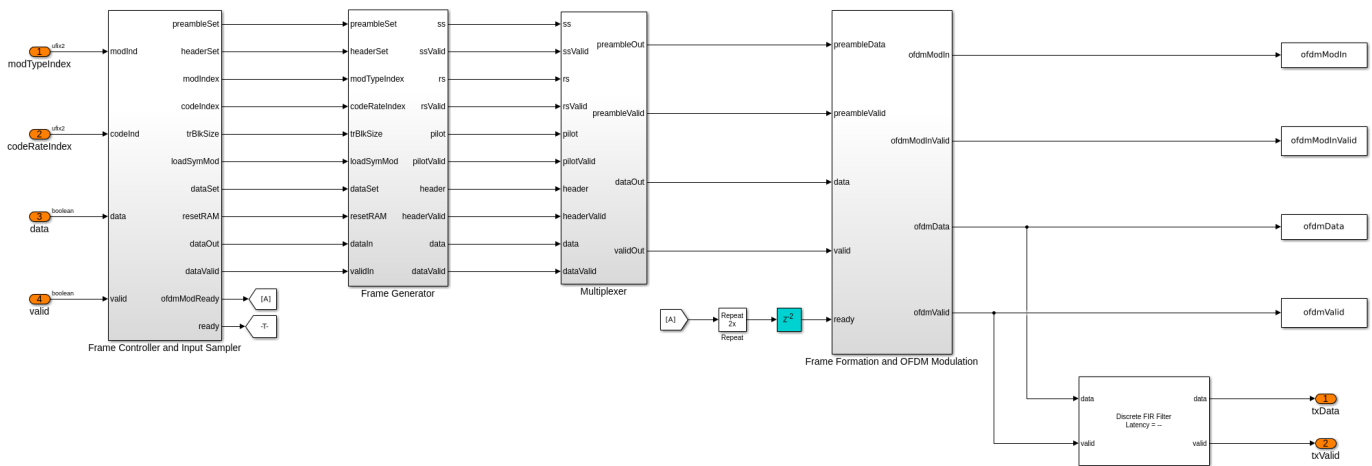 1
ufix2
modTypeIndex
2
ufix2
codeRateIndex
3
boolean
data
4
boolean
valid
modInd
codeInd
data
valid
preambleSet
headerSet
modIndex
codeIndex
trBlkSize
loadSymMod
dataSet
resetRAM
dataOut
dataValid
ofdmModReady
ready
Frame Controller and Input Sampler
[A]
-T-
preambleSet
headerSet
modTypeIndex
codeRateIndex
trBlkSize
loadSymMod
dataSet
resetRAM
dataIn
validIn
ss
ssValid
rs
rsValid
pilot
pilotValid
header
headerValid
data
dataValid
Frame Generator
ss
ssValid
rs
rsValid
pilot
pilotValid
header
headerValid
data
dataValid
preambleOut
preambleValid
dataOut
validOut
Multiplexer
[A]
Repeat
2x
Repeat
Z-2
preambleData
preambleValid
data
valid
ready
ofdmModIn
ofdmModInValid
ofdmData
ofdmValid
Frame Formation and OFDM Modulation
ofdmModIn
ofdmModInValid
ofdmData
ofdmValid
data
valid
Discrete FIR Filter
Latency = --
data
valid
1
txData
2
txValid